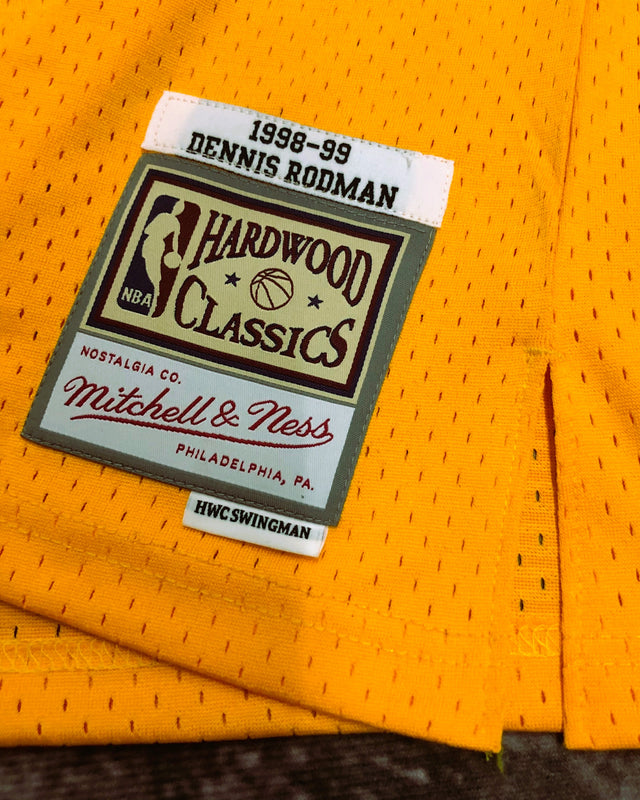 1998-99
DENNIS RODMAN
HARDWOOD
NBA
CLASSICS
NOSTALGIA CO.
Mitchell & Ness
PHILADELPHIA, PA.
HWC SWINGMAN